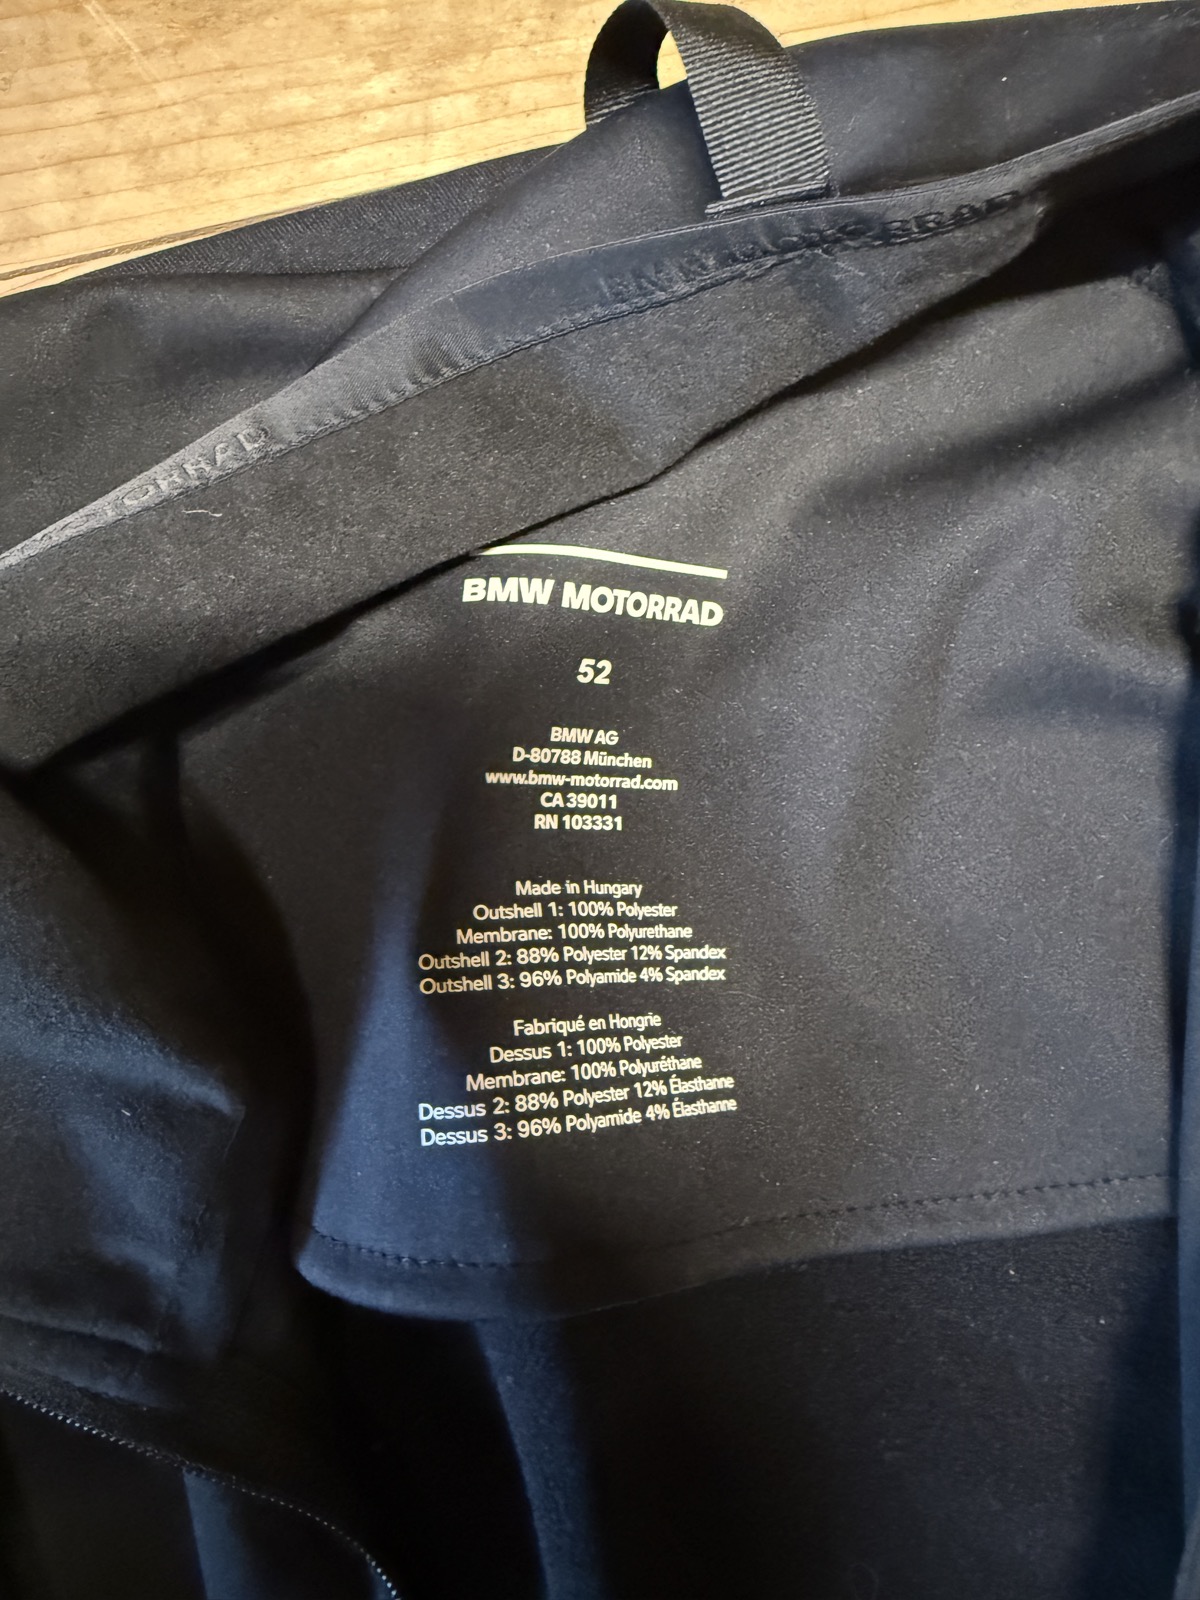 BMW MOTORRAD
TORRAD
BMW MOTORRAD
52
BMW AG
D-80788 München
www.bmw-motorrad.com
CA 39011
RN 103331
Made in Hungary
Outshell 1: 100% Polyester
Membrane: 100% Polyurethane
Outshell 2: 88% Polyester 12% Spandex
Outshell 3: 96% Polyamide 4% Spandex
Fabriqué en Hongrie
Dessus 1: 100% Polyester
Membrane: 100% Polyuréthane
Dessus 2: 88% Polyester 12% Élasthanne
Dessus 3: 96% Polyamide 4% Élasthanne